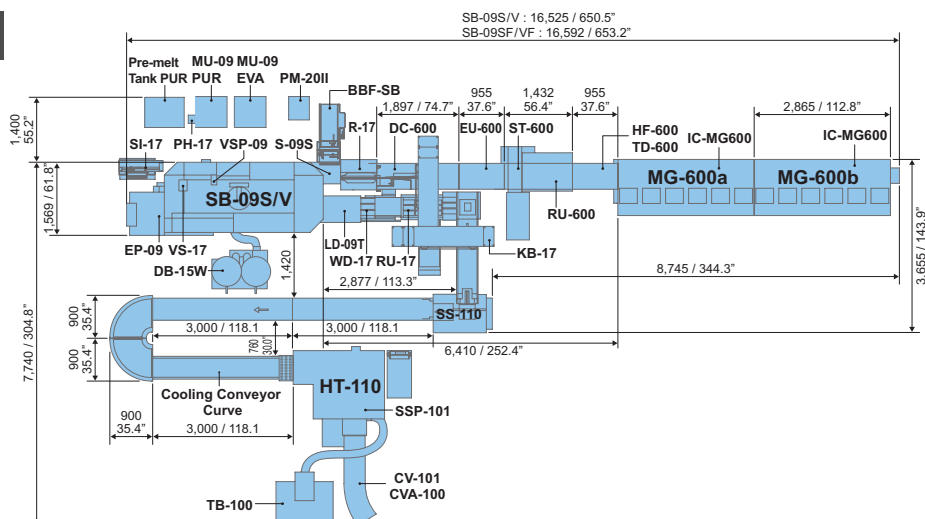 SB-09S/V : 16,525 / 650.5"
SB-09SF/VF : 16,592 / 653.2"
Pre-melt
Tank PUR
MU-09
PUR
MU-09
EVA
PM-20II
BBF-SB
1,897 / 74.7"
955
37.6"
1,432
56.4"
955
37.6"
2,865 / 112.8"
1,400
55.2"
SI-17
PH-17
VSP-09
S-09S
R-17
DC-600
EU-600
ST-600
HF-600
TD-600
IC-MG600
IC-MG600
MG-600a
MG-600b
1,569 / 61.8"
SB-09S/V
RU-600
EP-09
VS-17
LD-09T
WD-17
RU-17
KB-17
DB-15W
1,420
2,877 / 113.3"
8,745 / 344.3"
3,655 / 143.9"
SS-110
7,740 / 304.8"
900
35.4"
900
35.4"
3,000 / 118.1
3,000 / 118.1
760
30.0"
6,410 / 252.4"
HT-110
Cooling Conveyor
Curve
SSP-101
900
35.4"
3,000 / 118.1
CV-101
CVA-100
TB-100